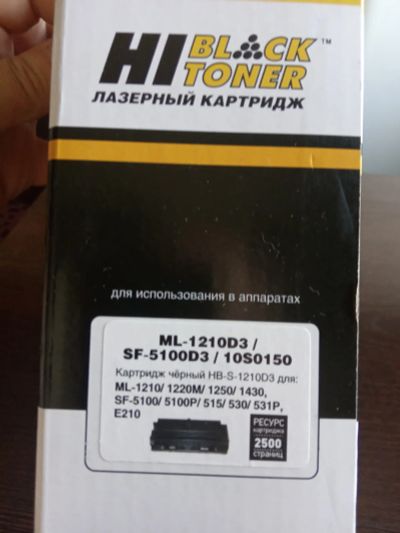 HI BLACK TONER ™
ЛАЗЕРНЫЙ КАРТРИДЖ
для использования в аппаратах
ML-1210D3 /
SF-5100D3 / 10S0150
Картридж чёрный HB-S-1210D3 для:
ML-1210/ 1220M/ 1250/ 1430,
SF-5100/ 5100P/ 515/ 530/ 531P,
E210
РЕСУРС
картриджа
2500
страниц